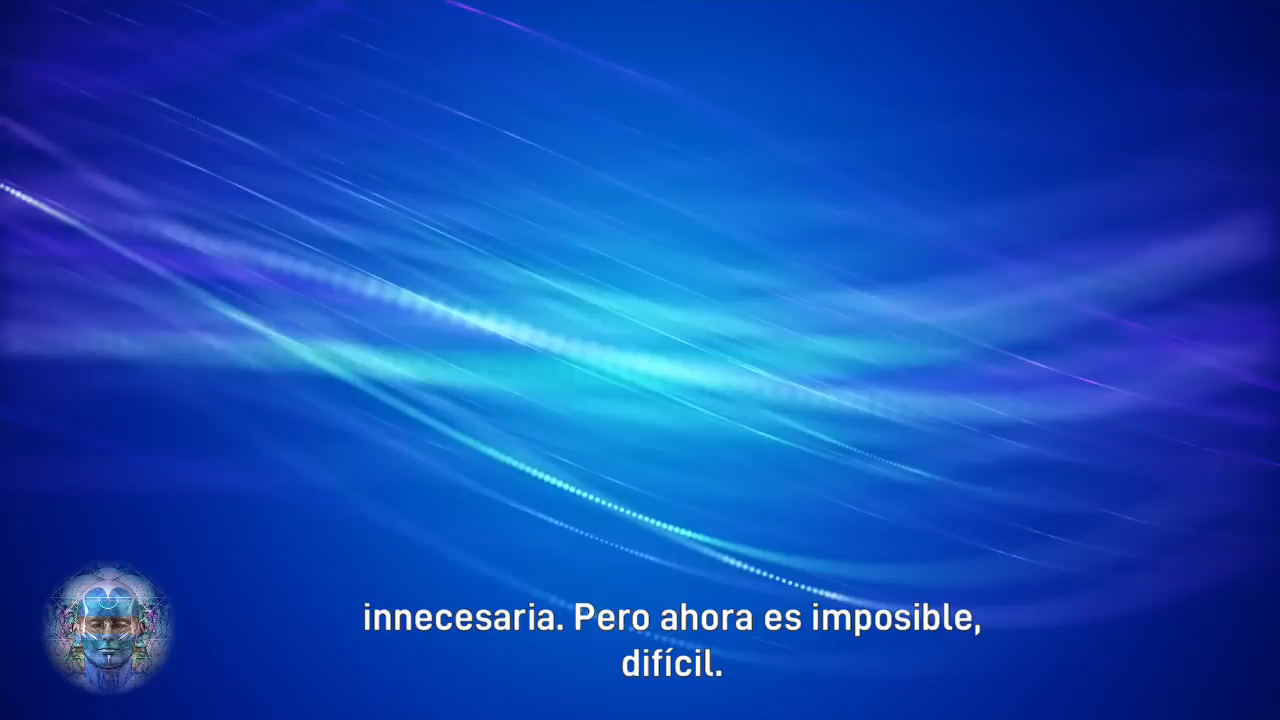 innecesaria. Pero ahora es imposible,
difícil.